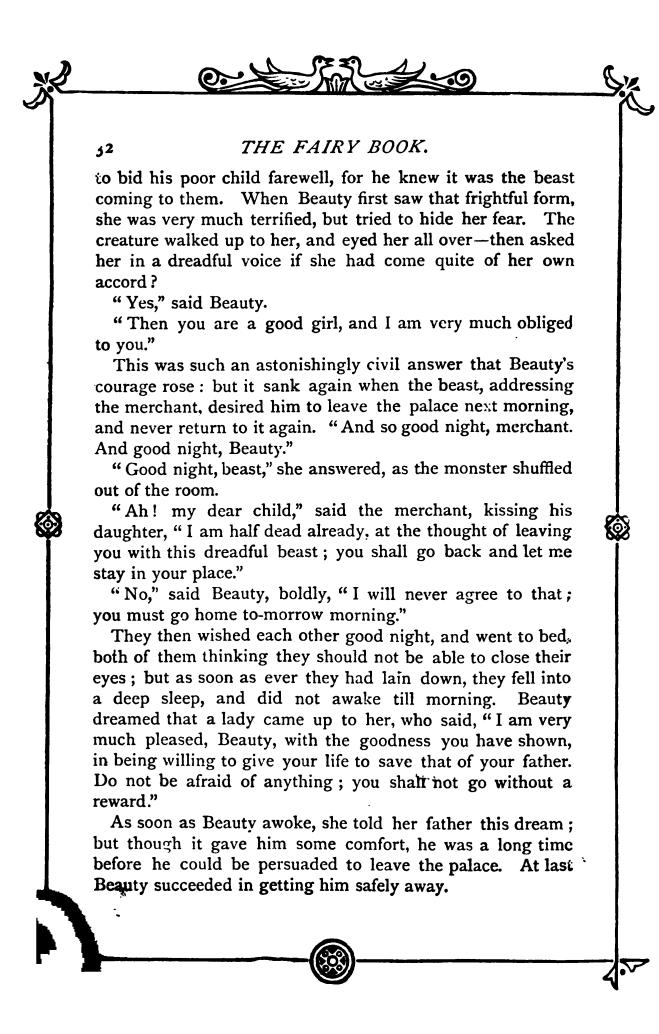 52 THE FAIRY BOOK.
to bid his poor child farewell, for he knew it was the beast
coming to them. When Beauty first saw that frightful form,
she was very much terrified, but tried to hide her fear. The
creature walked up to her, and eyed her all over—then asked
her in a dreadful voice if she had come quite of her own
accord?
"Yes," said Beauty.
"Then you are a good girl, and I am very much obliged
to you."
This was such an astonishingly civil answer that Beauty's
courage rose: but it sank again when the beast, addressing
the merchant, desired him to leave the palace next morning,
and never return to it again. "And so good night, merchant.
And good night, Beauty."
"Good night, beast," she answered, as the monster shuffled
out of the room.
"Ah! my dear child," said the merchant, kissing his
daughter, "I am half dead already, at the thought of leaving
you with this dreadful beast; you shall go back and let me
stay in your place."
"No," said Beauty, boldly, "I will never agree to that;
you must go home to-morrow morning."
They then wished each other good night, and went to bed,
both of them thinking they should not be able to close their
eyes; but as soon as ever they had lain down, they fell into
a deep sleep, and did not awake till morning. Beauty
dreamed that a lady came up to her, who said, "I am very
much pleased, Beauty, with the goodness you have shown,
in being willing to give your life to save that of your father.
Do not be afraid of anything; you shall not go without a
reward."
As soon as Beauty awoke, she told her father this dream;
but though it gave him some comfort, he was a long time
before he could be persuaded to leave the palace. At last
Beauty succeeded in getting him safely away.